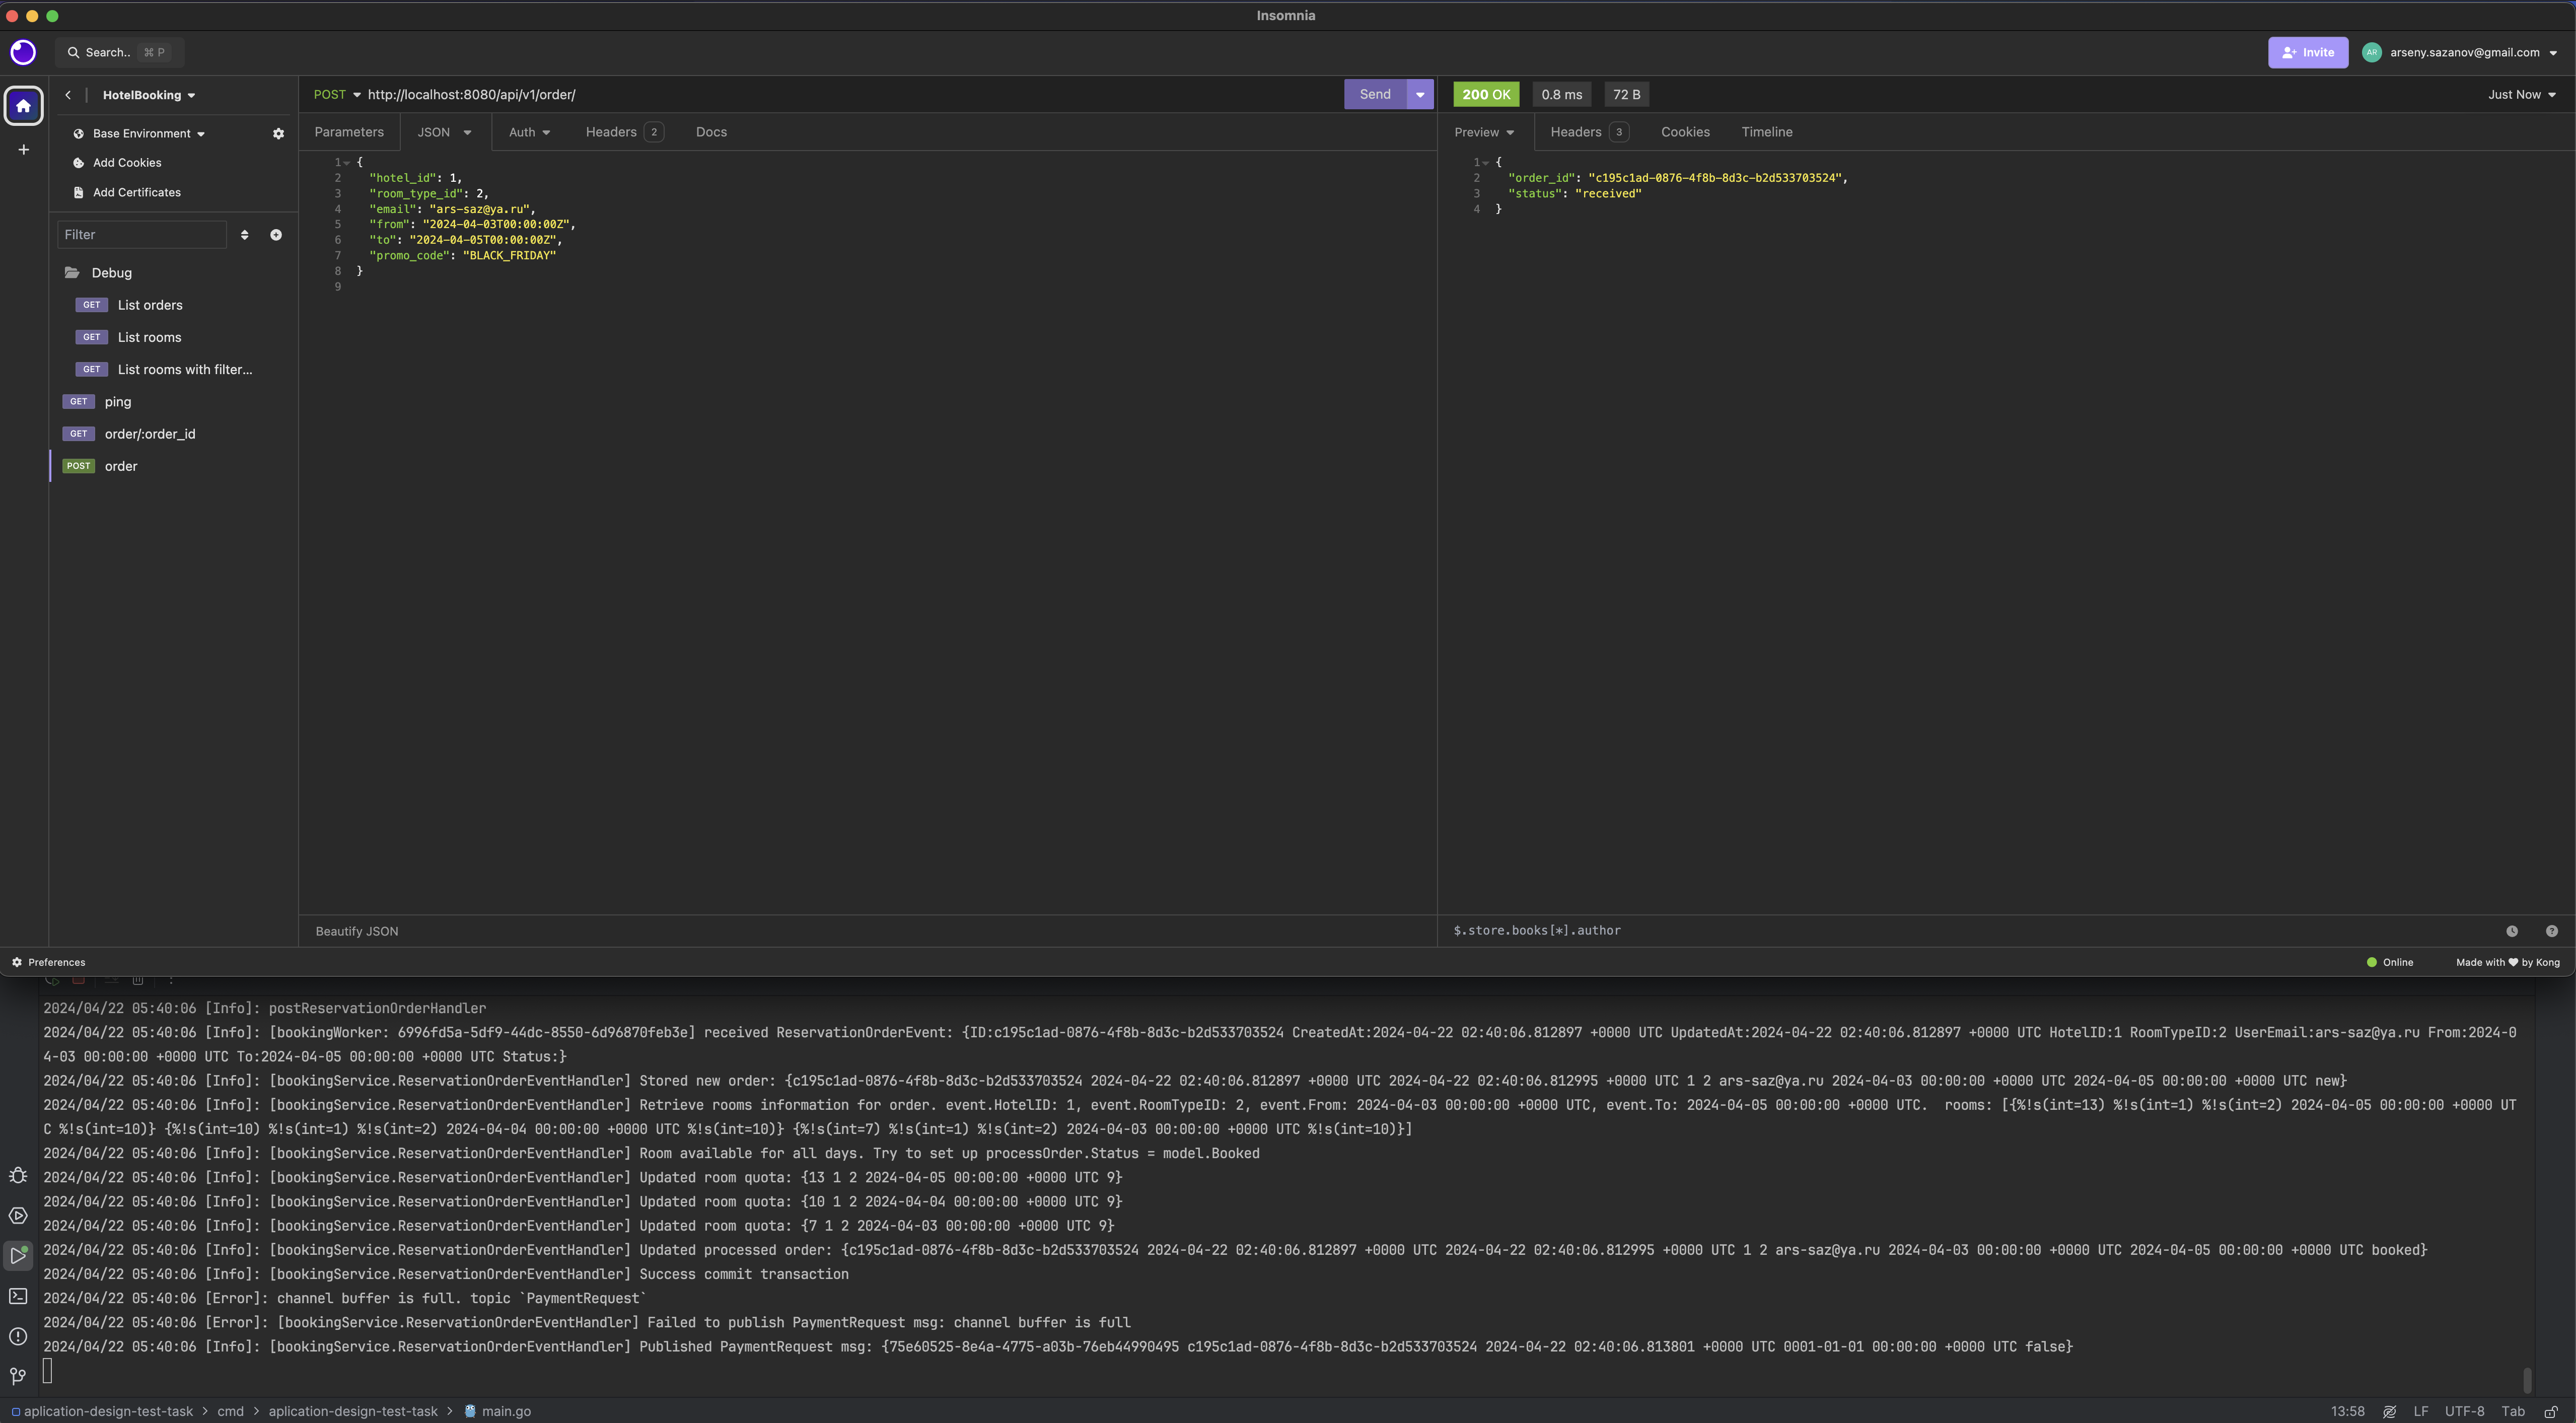 Insomnia
Search.. ⌘ P
Invite AR arseny.sazanov@gmail.com
HotelBooking
Base Environment
Add Cookies
Add Certificates
Filter
Debug
GET List orders
GET List rooms
GET List rooms with filter...
GET ping
GET order/:order_id
POST order
POST http://localhost:8080/api/v1/order/ Send
Parameters JSON Auth Headers 2 Docs
1 {
2 "hotel_id": 1,
3 "room_type_id": 2,
4 "email": "ars-saz@ya.ru",
5 "from": "2024-04-03T00:00:00Z",
6 "to": "2024-04-05T00:00:00Z",
7 "promo_code": "BLACK_FRIDAY"
8 }
9
Beautify JSON
200 OK 0.8 ms 72 B Just Now
Preview Headers 3 Cookies Timeline
1 {
2 "order_id": "c195c1ad-0876-4f8b-8d3c-b2d533703524",
3 "status": "received"
4 }
$.store.books[*].author
Preferences Online Made with ❤ by Kong
2024/04/22 05:40:06 [Info]: postReservationOrderHandler
2024/04/22 05:40:06 [Info]: [bookingWorker: 6996fd5a-5df9-44dc-8550-6d96870feb3e] received ReservationOrderEvent: {ID:c195c1ad-0876-4f8b-8d3c-b2d533703524 CreatedAt:2024-04-22 02:40:06.812897 +0000 UTC UpdatedAt:2024-04-22 02:40:06.812897 +0000 UTC HotelID:1 RoomTypeID:2 UserEmail:ars-saz@ya.ru From:2024-0
4-03 00:00:00 +0000 UTC To:2024-04-05 00:00:00 +0000 UTC Status:}
2024/04/22 05:40:06 [Info]: [bookingService.ReservationOrderEventHandler] Stored new order: {c195c1ad-0876-4f8b-8d3c-b2d533703524 2024-04-22 02:40:06.812897 +0000 UTC 2024-04-22 02:40:06.812995 +0000 UTC 1 2 ars-saz@ya.ru 2024-04-03 00:00:00 +0000 UTC 2024-04-05 00:00:00 +0000 UTC new}
2024/04/22 05:40:06 [Info]: [bookingService.ReservationOrderEventHandler] Retrieve rooms information for order. event.HotelID: 1, event.RoomTypeID: 2, event.From: 2024-04-03 00:00:00 +0000 UTC, event.To: 2024-04-05 00:00:00 +0000 UTC.  rooms: [{%!s(int=13) %!s(int=1) %!s(int=2) 2024-04-05 00:00:00 +0000 UT
C %!s(int=10)} {%!s(int=10) %!s(int=1) %!s(int=2) 2024-04-04 00:00:00 +0000 UTC %!s(int=10)} {%!s(int=7) %!s(int=1) %!s(int=2) 2024-04-03 00:00:00 +0000 UTC %!s(int=10)}]
2024/04/22 05:40:06 [Info]: [bookingService.ReservationOrderEventHandler] Room available for all days. Try to set up processOrder.Status = model.Booked
2024/04/22 05:40:06 [Info]: [bookingService.ReservationOrderEventHandler] Updated room quota: {13 1 2 2024-04-05 00:00:00 +0000 UTC 9}
2024/04/22 05:40:06 [Info]: [bookingService.ReservationOrderEventHandler] Updated room quota: {10 1 2 2024-04-04 00:00:00 +0000 UTC 9}
2024/04/22 05:40:06 [Info]: [bookingService.ReservationOrderEventHandler] Updated room quota: {7 1 2 2024-04-03 00:00:00 +0000 UTC 9}
2024/04/22 05:40:06 [Info]: [bookingService.ReservationOrderEventHandler] Updated processed order: {c195c1ad-0876-4f8b-8d3c-b2d533703524 2024-04-22 02:40:06.812897 +0000 UTC 2024-04-22 02:40:06.812995 +0000 UTC 1 2 ars-saz@ya.ru 2024-04-03 00:00:00 +0000 UTC 2024-04-05 00:00:00 +0000 UTC booked}
2024/04/22 05:40:06 [Info]: [bookingService.ReservationOrderEventHandler] Success commit transaction
2024/04/22 05:40:06 [Error]: channel buffer is full. topic `PaymentRequest`
2024/04/22 05:40:06 [Error]: [bookingService.ReservationOrderEventHandler] Failed to publish PaymentRequest msg: channel buffer is full
2024/04/22 05:40:06 [Info]: [bookingService.ReservationOrderEventHandler] Published PaymentRequest msg: {75e60525-8e4a-4775-a03b-76eb44990495 c195c1ad-0876-4f8b-8d3c-b2d533703524 2024-04-22 02:40:06.813801 +0000 UTC 0001-01-01 00:00:00 +0000 UTC false}
aplication-design-test-task > cmd > aplication-design-test-task > main.go 13:58 LF UTF-8 Tab